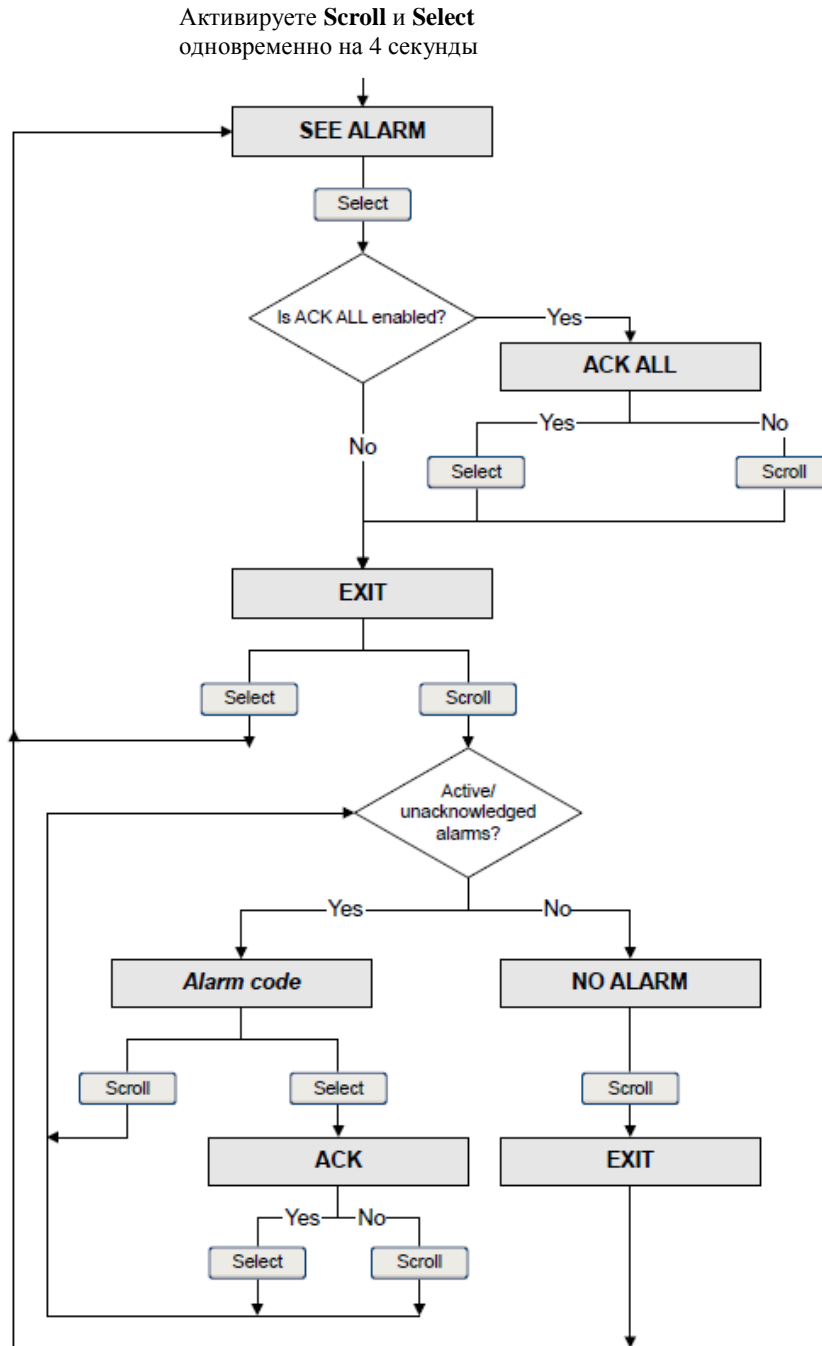 Активируете Scroll и Select
одновременно на 4 секунды
SEE ALARM
Select
Is ACK ALL enabled?
Yes
ACK ALL
No
Yes
No
Select
Scroll
EXIT
Select
Scroll
Active/
unacknowledged
alarms?
Yes
No
Alarm code
NO ALARM
Scroll
Select
Scroll
ACK
EXIT
Yes
No
Select
Scroll